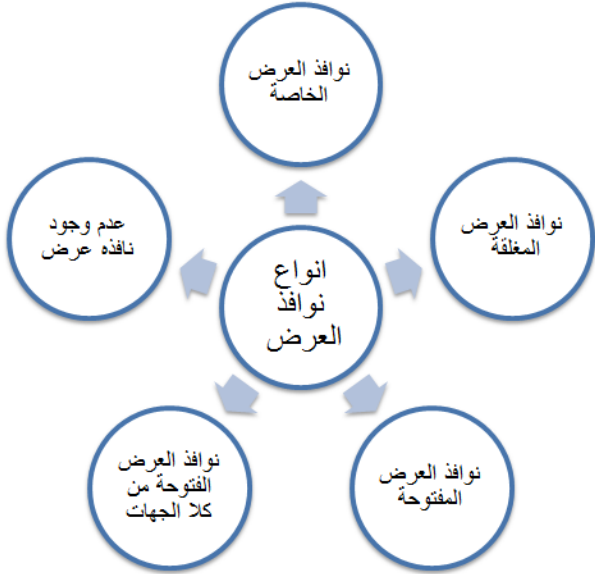 نوافذ العرض
الخاصة
نوافذ العرض
المغلقة
عدم وجود
نافذه عرض
انواع
نوافذ
العرض
نوافذ العرض
المفتوحة
نوافذ العرض
الفتوحة من
كلا الجهات